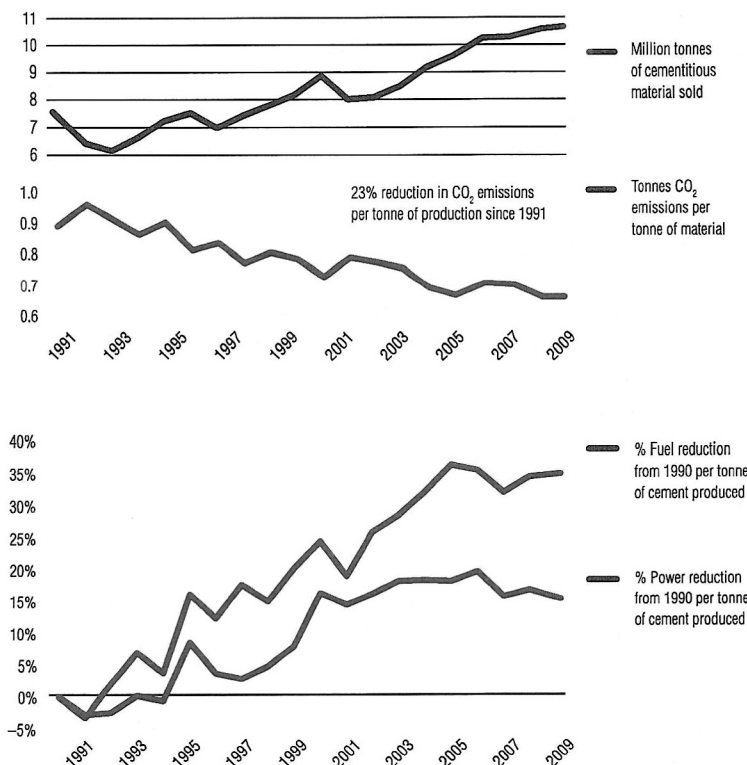 11
10
9
8
7
6
Million tonnes
of cementitious
material sold
1.0
0.9
0.8
0.7
0.6
23% reduction in CO₂ emissions
per tonne of production since 1991
Tonnes CO₂
emissions per
tonne of material
1991
1993
1995
1997
1999
2001
2003
2005
2007
2009
40%
35%
30%
25%
20%
15%
10%
5%
0%
–5%
% Fuel reduction
from 1990 per tonne
of cement produced
% Power reduction
from 1990 per tonne
of cement produced
1991
1993
1995
1997
1999
2001
2003
2005
2007
2009